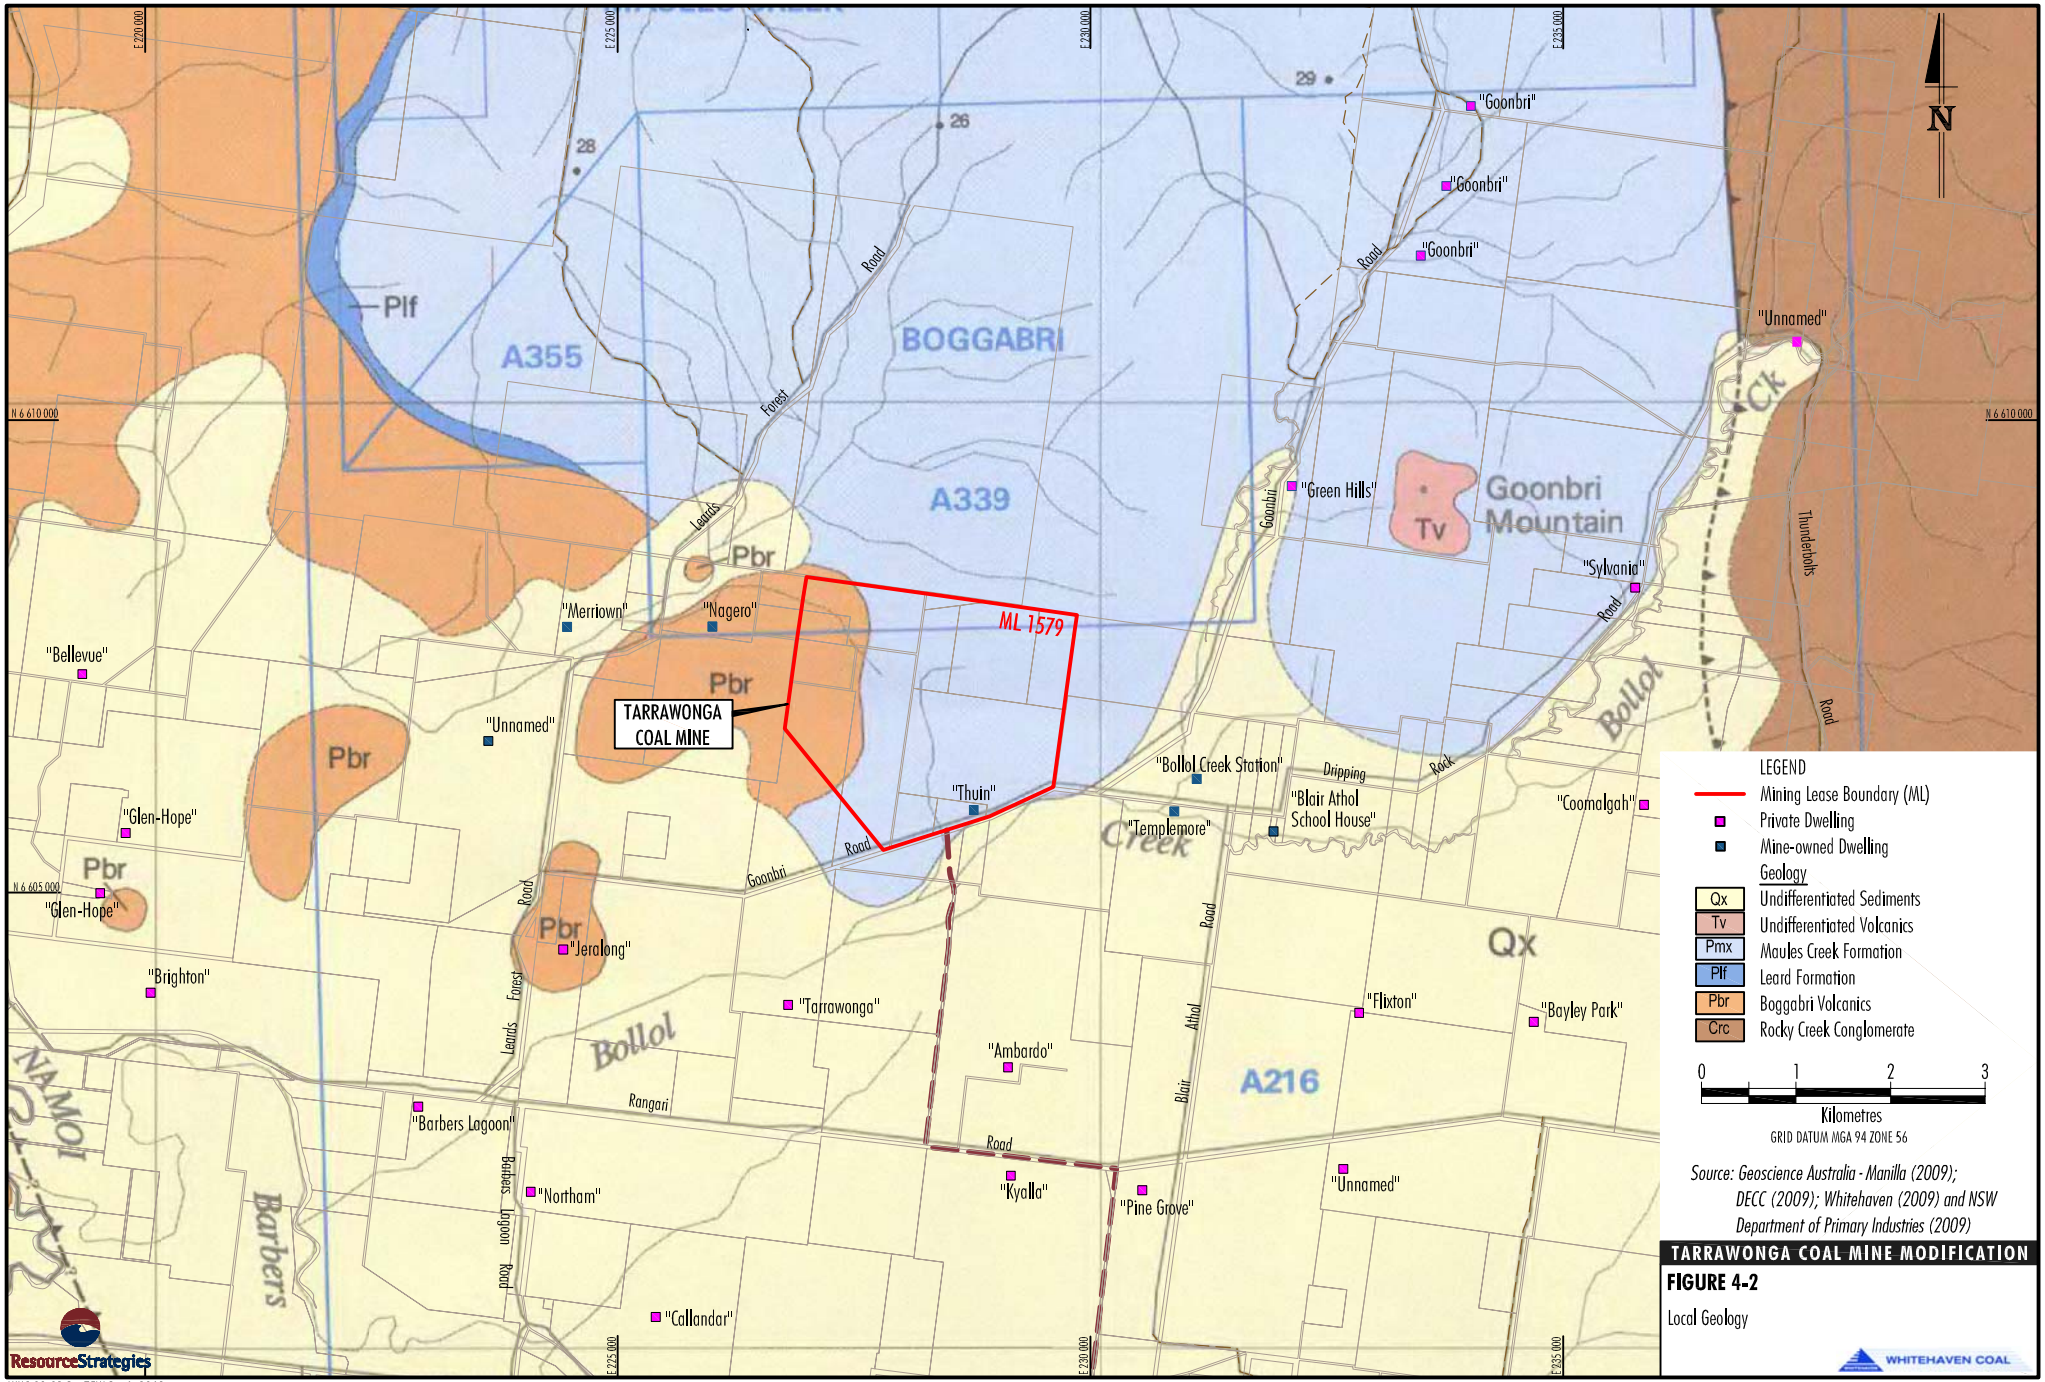 MAULES CREEK
E 220 000
E 225 000
E 230 000
E 235 000
29
"Goonbri"
26
28
N
"Goonbri"
Road
Road
"Goonbri"
Plf
"Unnamed"
BOGGABRI
A355
Ck
Forest
N 6 610 000
N 6 610 000
Goonbri
Mountain
"Green Hills"
A339
Leards
Goonbri
Tv
Thunderbolts
Pbr
"Sylvania"
"Merriown"
"Nagero"
Road
ML 1579
"Bellevue"
Pbr
Bollol
Road
TARRAWONGA
COAL MINE
"Unnamed"
Pbr
"Bollol Creek Station"
Dripping
Rock
"Thuin"
"Blair Athol
School House"
"Coomalgah"
"Glen-Hope"
"Templemore"
Creek
Road
Pbr
Goonbri
N 6 605 000
"Glen-Hope"
Road
Road
Pbr
"Jeralong"
Qx
"Brighton"
Forest
"Tarrawonga"
"Flixton"
"Bayley Park"
Athol
Leards
Bollol
"Ambardo"
NAMOI
A216
Blair
Rangari
"Barbers Lagoon"
Road
Barbers
Lagoon
Road
"Northam"
"Kyalla"
"Pine Grove"
"Unnamed"
Barbers
"Callandar"
E 225 000
E 230 000
E 235 000
LEGEND
Mining Lease Boundary (ML)
Private Dwelling
Mine-owned Dwelling
Geology
Qx Undifferentiated Sediments
Tv Undifferentiated Volcanics
Pmx Maules Creek Formation
Plf Leard Formation
Pbr Boggabri Volcanics
Crc Rocky Creek Conglomerate
0 1 2 3
Kilometres
GRID DATUM MGA 94 ZONE 56
Source: Geoscience Australia - Manilla (2009);
DECC (2009); Whitehaven (2009) and NSW
Department of Primary Industries (2009)
TARRAWONGA COAL MINE MODIFICATION
FIGURE 4-2
Local Geology
ResourceStrategies
WHITEHAVEN COAL